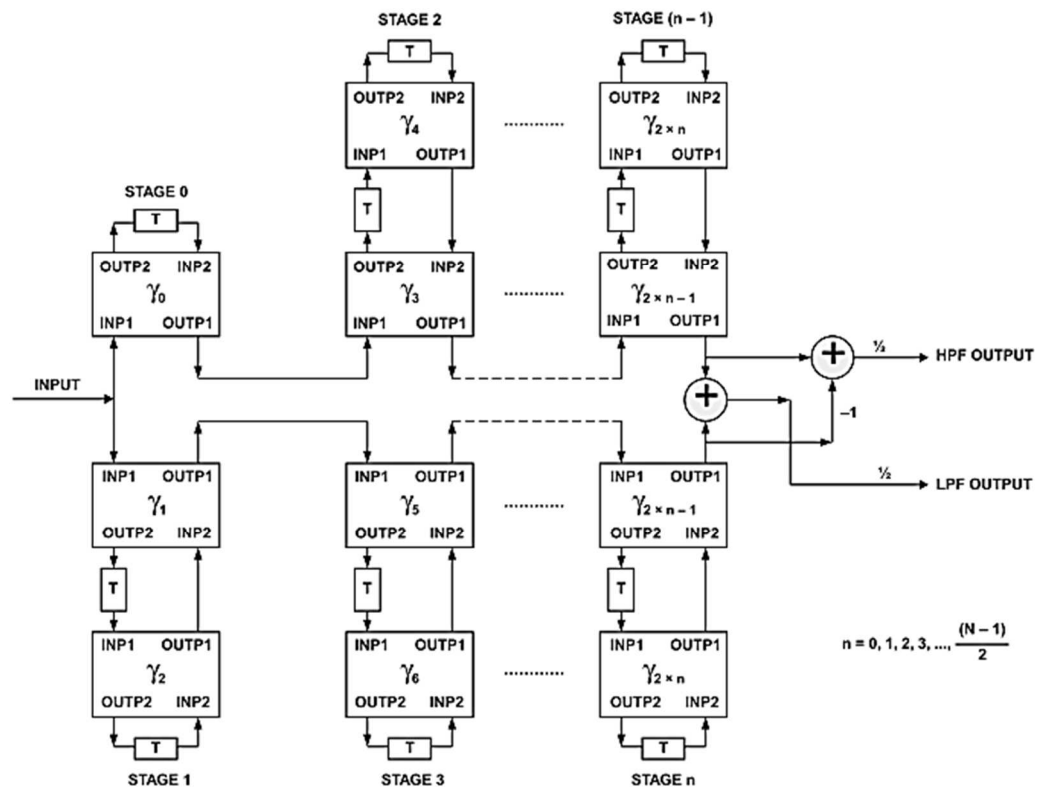 STAGE 2
STAGE (n – 1)
T
T
OUTP2 INP2
OUTP2 INP2
γ4
γ2 × n
INP1 OUTP1
INP1 OUTP1
STAGE 0
T
T
T
OUTP2 INP2
OUTP2 INP2
OUTP2 INP2
γ0
γ3
γ2 × n – 1
INP1 OUTP1
INP1 OUTP1
INP1 OUTP1
+
½
HPF OUTPUT
INPUT
+
–1
INP1 OUTP1
INP1 OUTP1
INP1 OUTP1
½
LPF OUTPUT
γ1
γ5
γ2 × n – 1
OUTP2 INP2
OUTP2 INP2
OUTP2 INP2
T
T
T
INP1 OUTP1
INP1 OUTP1
INP1 OUTP1
n = 0, 1, 2, 3, ..., (N – 1)
2
γ2
γ6
γ2 × n
OUTP2 INP2
OUTP2 INP2
OUTP2 INP2
T
T
T
STAGE 1
STAGE 3
STAGE n